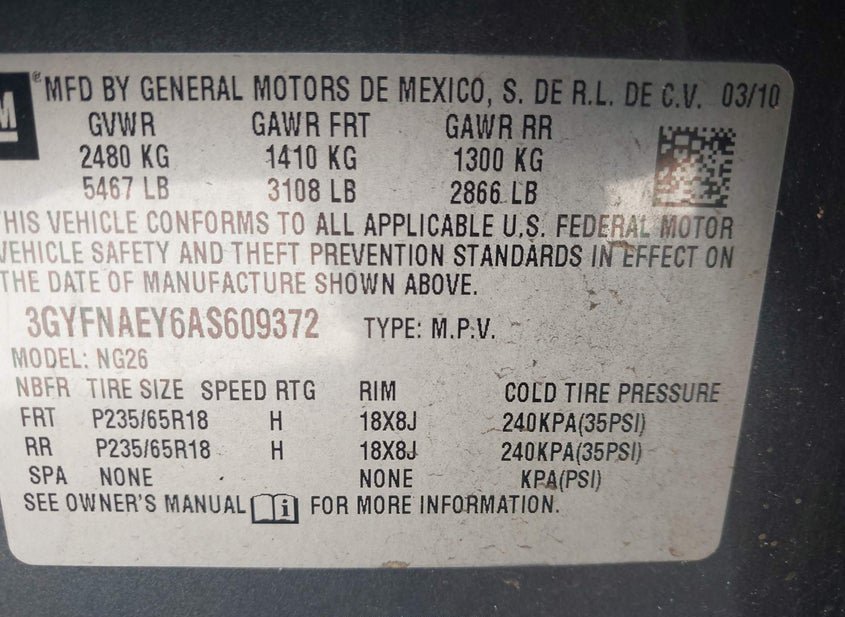 M
® MFD BY GENERAL MOTORS DE MEXICO, S. DE R.L. DE C.V. 03/10
GVWR GAWR FRT GAWR RR
2480 KG 1410 KG 1300 KG
5467 LB 3108 LB 2866 LB
THIS VEHICLE CONFORMS TO ALL APPLICABLE U.S. FEDERAL MOTOR
VEHICLE SAFETY AND THEFT PREVENTION STANDARDS IN EFFECT ON
THE DATE OF MANUFACTURE SHOWN ABOVE.
3GYFNAEY6AS609372 TYPE: M.P.V.
MODEL: NG26
NBFR TIRE SIZE SPEED RTG RIM COLD TIRE PRESSURE
FRT P235/65R18 H 18X8J 240KPA(35PSI)
RR P235/65R18 H 18X8J 240KPA(35PSI)
SPA NONE NONE KPA(PSI)
SEE OWNER'S MANUAL i FOR MORE INFORMATION.